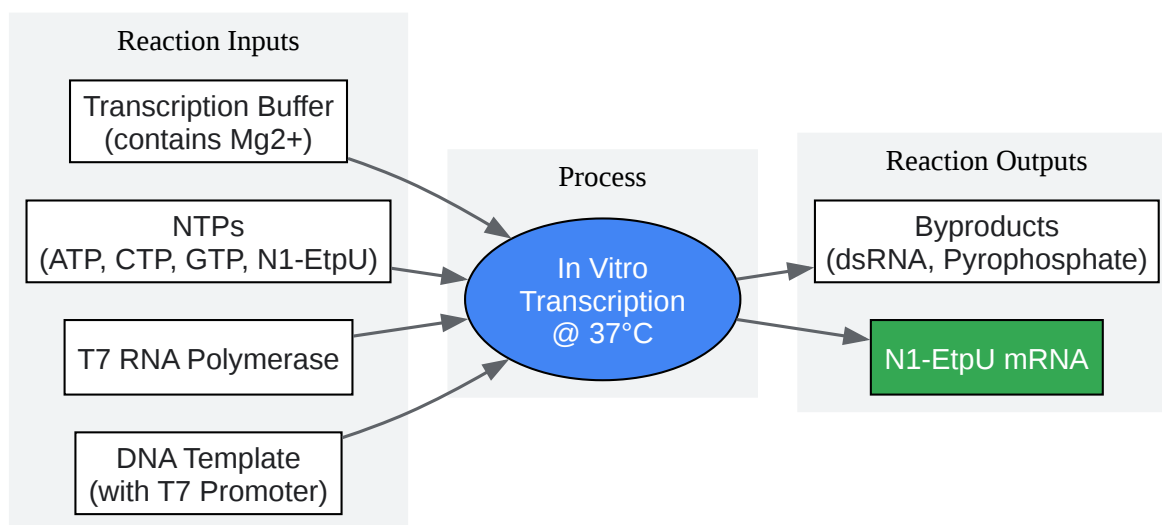 Reaction Inputs
Transcription Buffer
(contains Mg2+)
NTPs
(ATP, CTP, GTP, N1-EtpU)
T7 RNA Polymerase
DNA Template
(with T7 Promoter)
Process
In Vitro
Transcription
@ 37°C
Reaction Outputs
Byproducts
(dsRNA, Pyrophosphate)
N1-EtpU mRNA